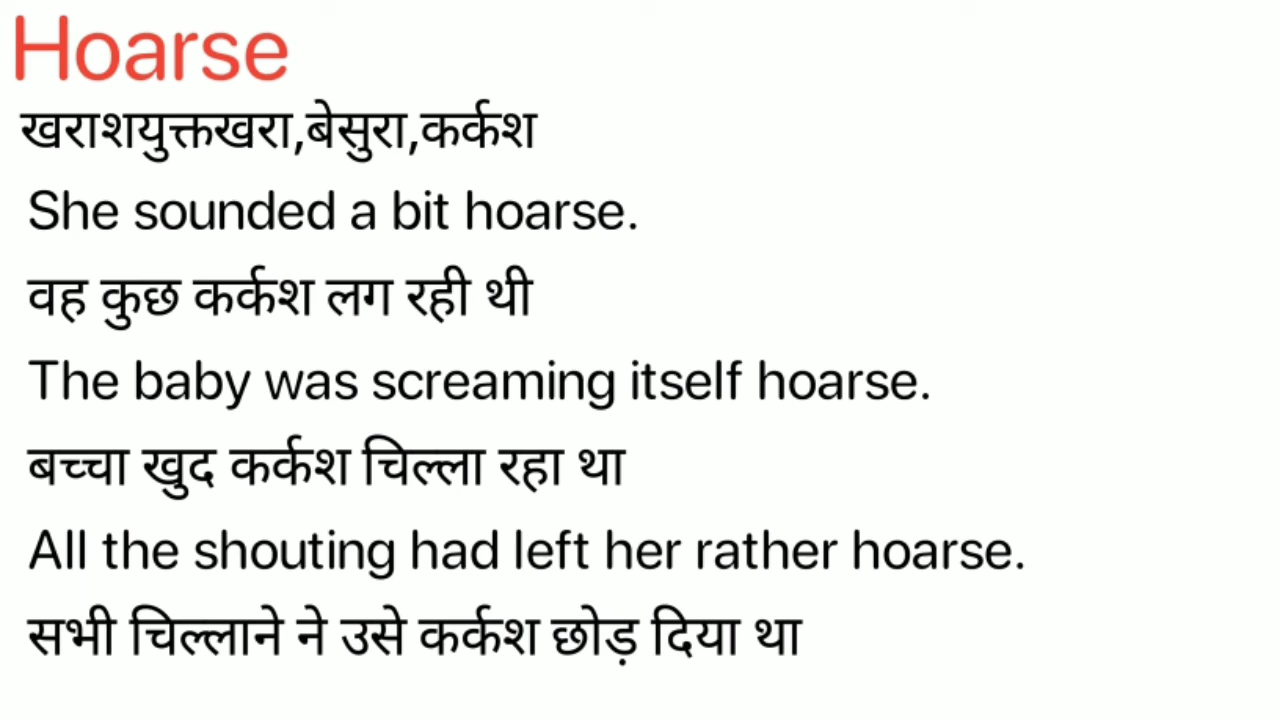 Hoarse
खराशयुक्तखरा,बेसुरा,कर्कश
She sounded a bit hoarse.
वह कुछ कर्कश लग रही थी
The baby was screaming itself hoarse.
बच्चा खुद कर्कश चिल्ला रहा था
All the shouting had left her rather hoarse.
सभी चिल्लाने ने उसे कर्कश छोड़ दिया था